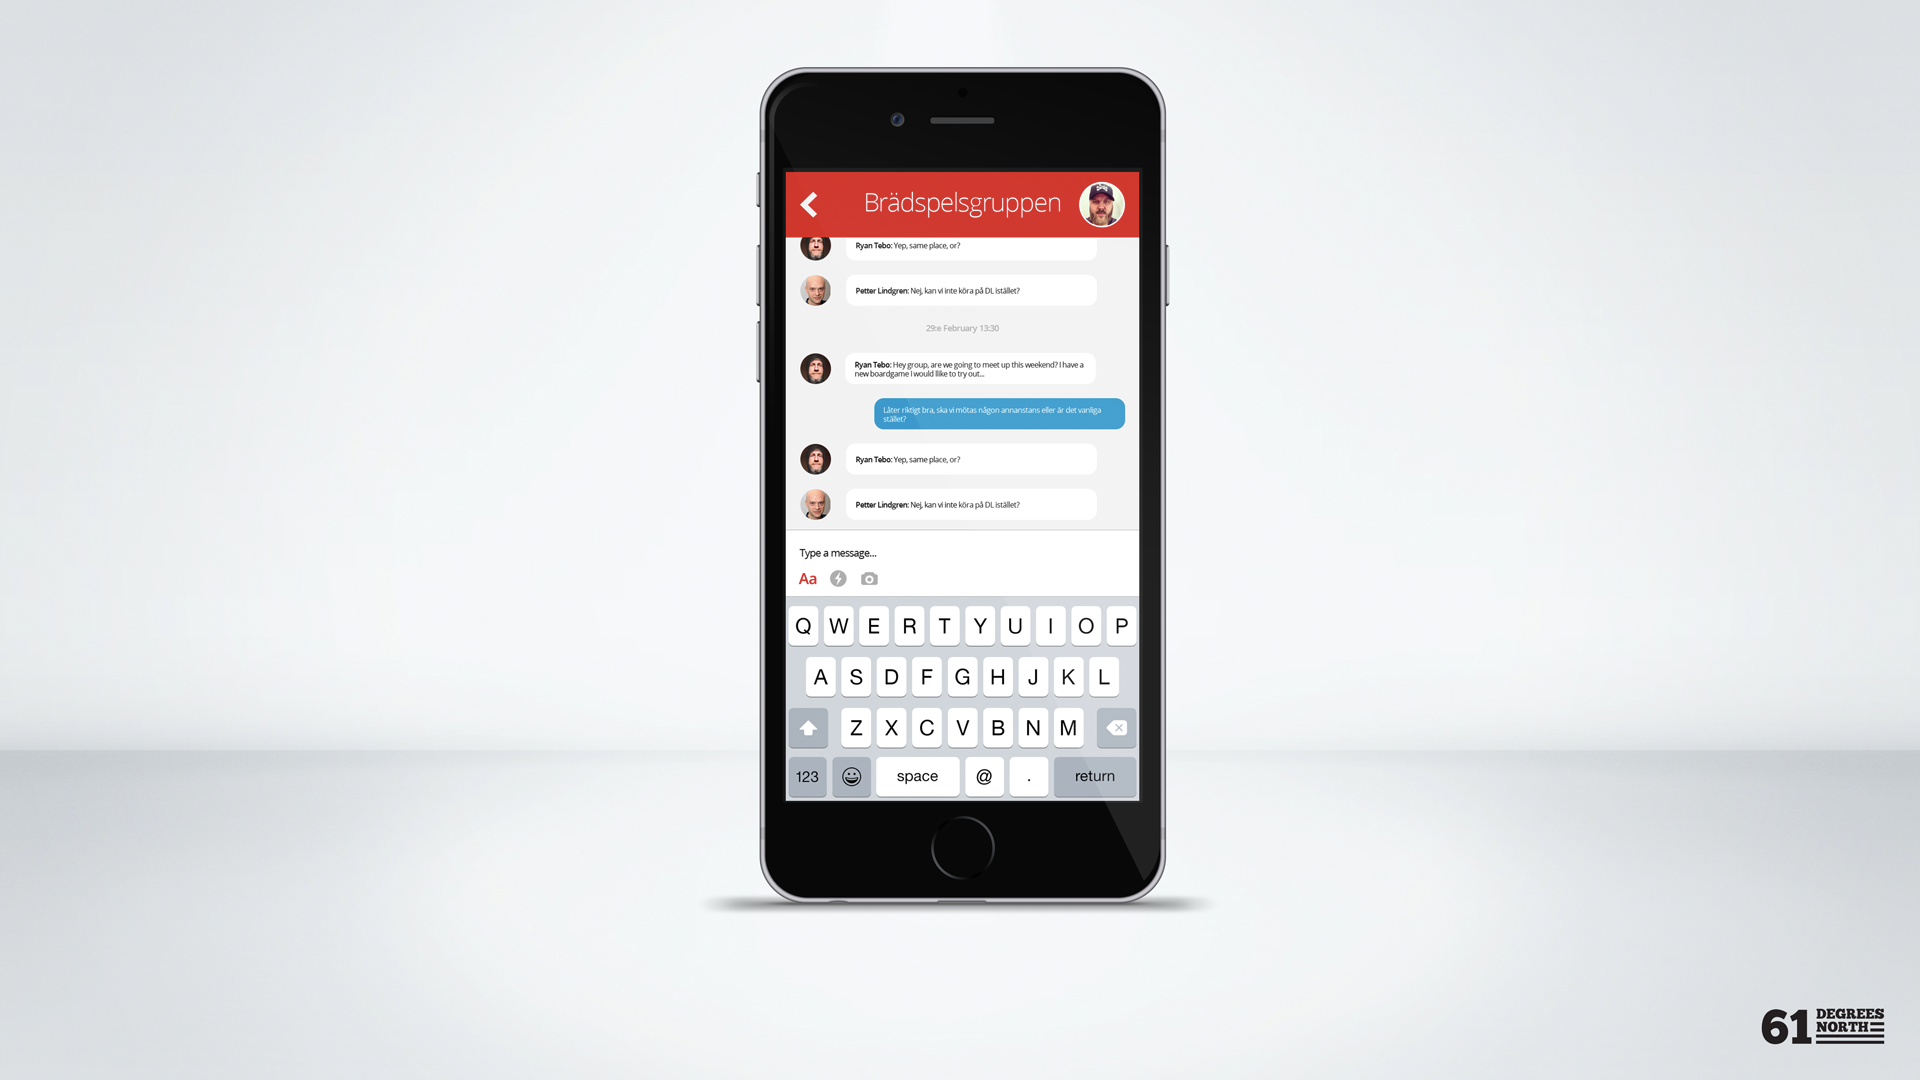 Brädspelsgruppen
Ryan Tebo: Yep, same place, or?
Petter Lindgren: Nej, kan vi inte köra på DL istället?
29:e February 13:30
Ryan Tebo: Hey group, are we going to meet up this weekend? I have a
new boardgame I would llike to try out...
Låter riktigt bra, ska vi mötas någon annanstans eller är det vanliga
stället?
Ryan Tebo: Yep, same place, or?
Petter Lindgren: Nej, kan vi inte köra på DL istället?
Type a message...
Aa
Q W E R T Y U I O P
A S D F G H J K L
Z X C V B N M
123 space @ . return
61 DEGREES
NORTH